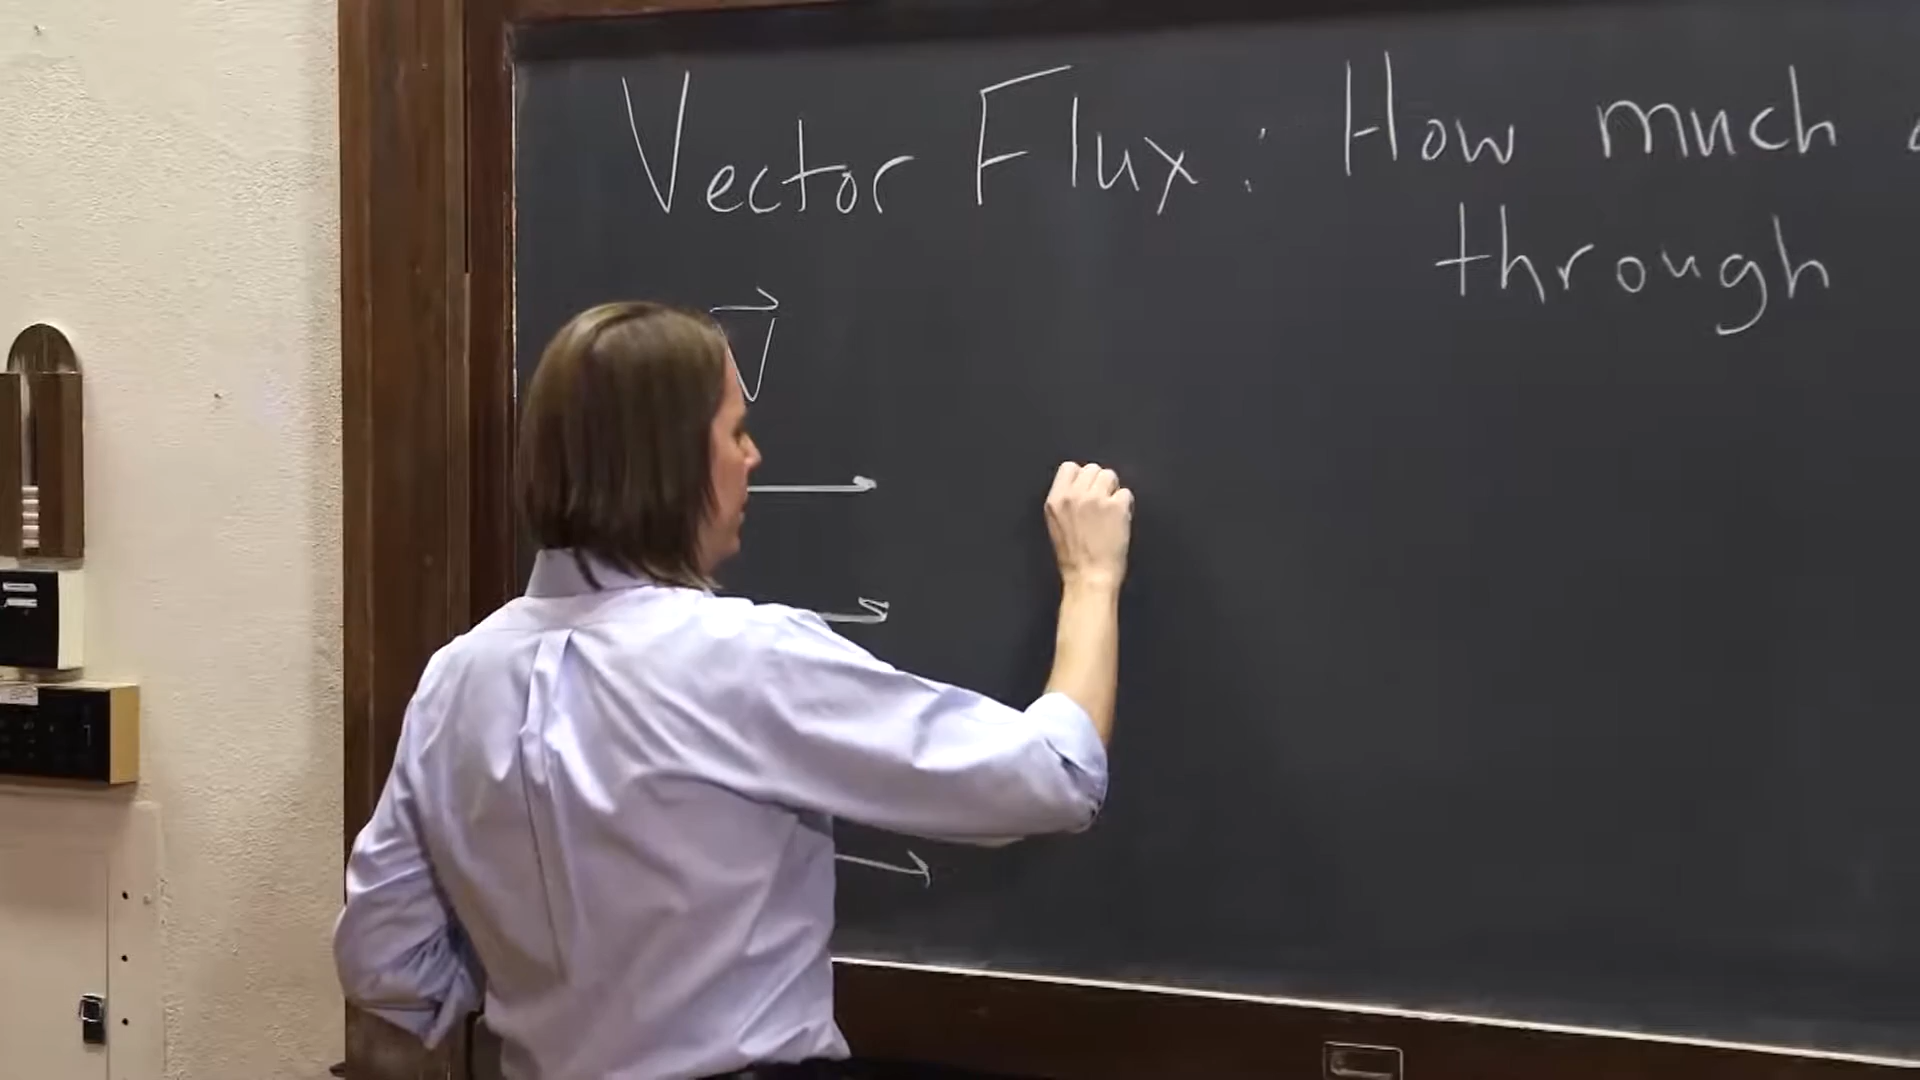 Vector Flux : How much
through
V